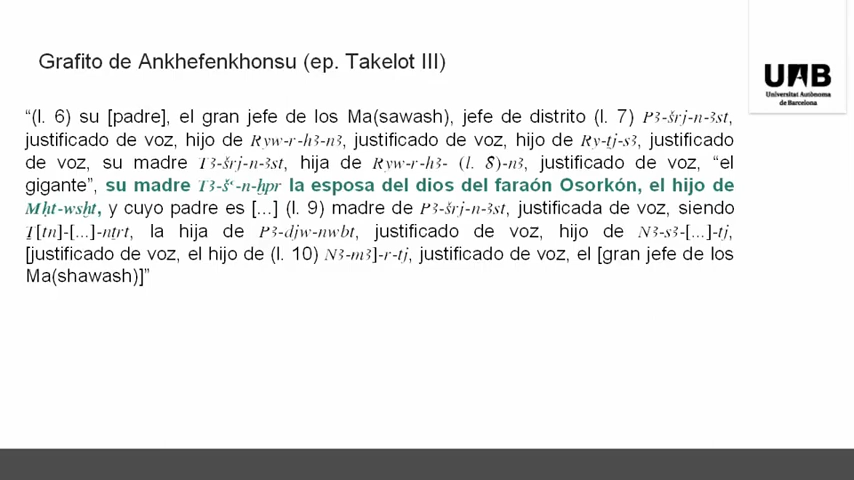 Grafito de Ankhefenkhonsu (ep. Takelot III)
UAB
Universitat Autònoma
de Barcelona
“(l. 6) su [padre], el gran jefe de los Ma(sawash), jefe de distrito (l. 7) Pꜣ-šrj-n-ꜣst,
justificado de voz, hijo de Ryw-r-hꜣ-nꜣ, justificado de voz, hijo de Ry-tj-sꜣ, justificado
de voz, su madre Tꜣ-šrj-n-ꜣst, hija de Ryw-r-hꜣ- (l. 8)-nꜣ, justificado de voz, “el
gigante”, su madre Tꜣ-šꜥ-n-ḫpr la esposa del dios del faraón Osorkón, el hijo de
Mḥt-wsḫt, y cuyo padre es [...] (l. 9) madre de Pꜣ-šrj-n-ꜣst, justificada de voz, siendo
Ṯ[tn]-[...]-nṯrt, la hija de Pꜣ-djw-nwbt, justificado de voz, hijo de Nꜣ-sꜣ-[...]-tj,
[justificado de voz, el hijo de (l. 10) Nꜣ-mꜣ]-r-tj, justificado de voz, el [gran jefe de los
Ma(shawash)]”